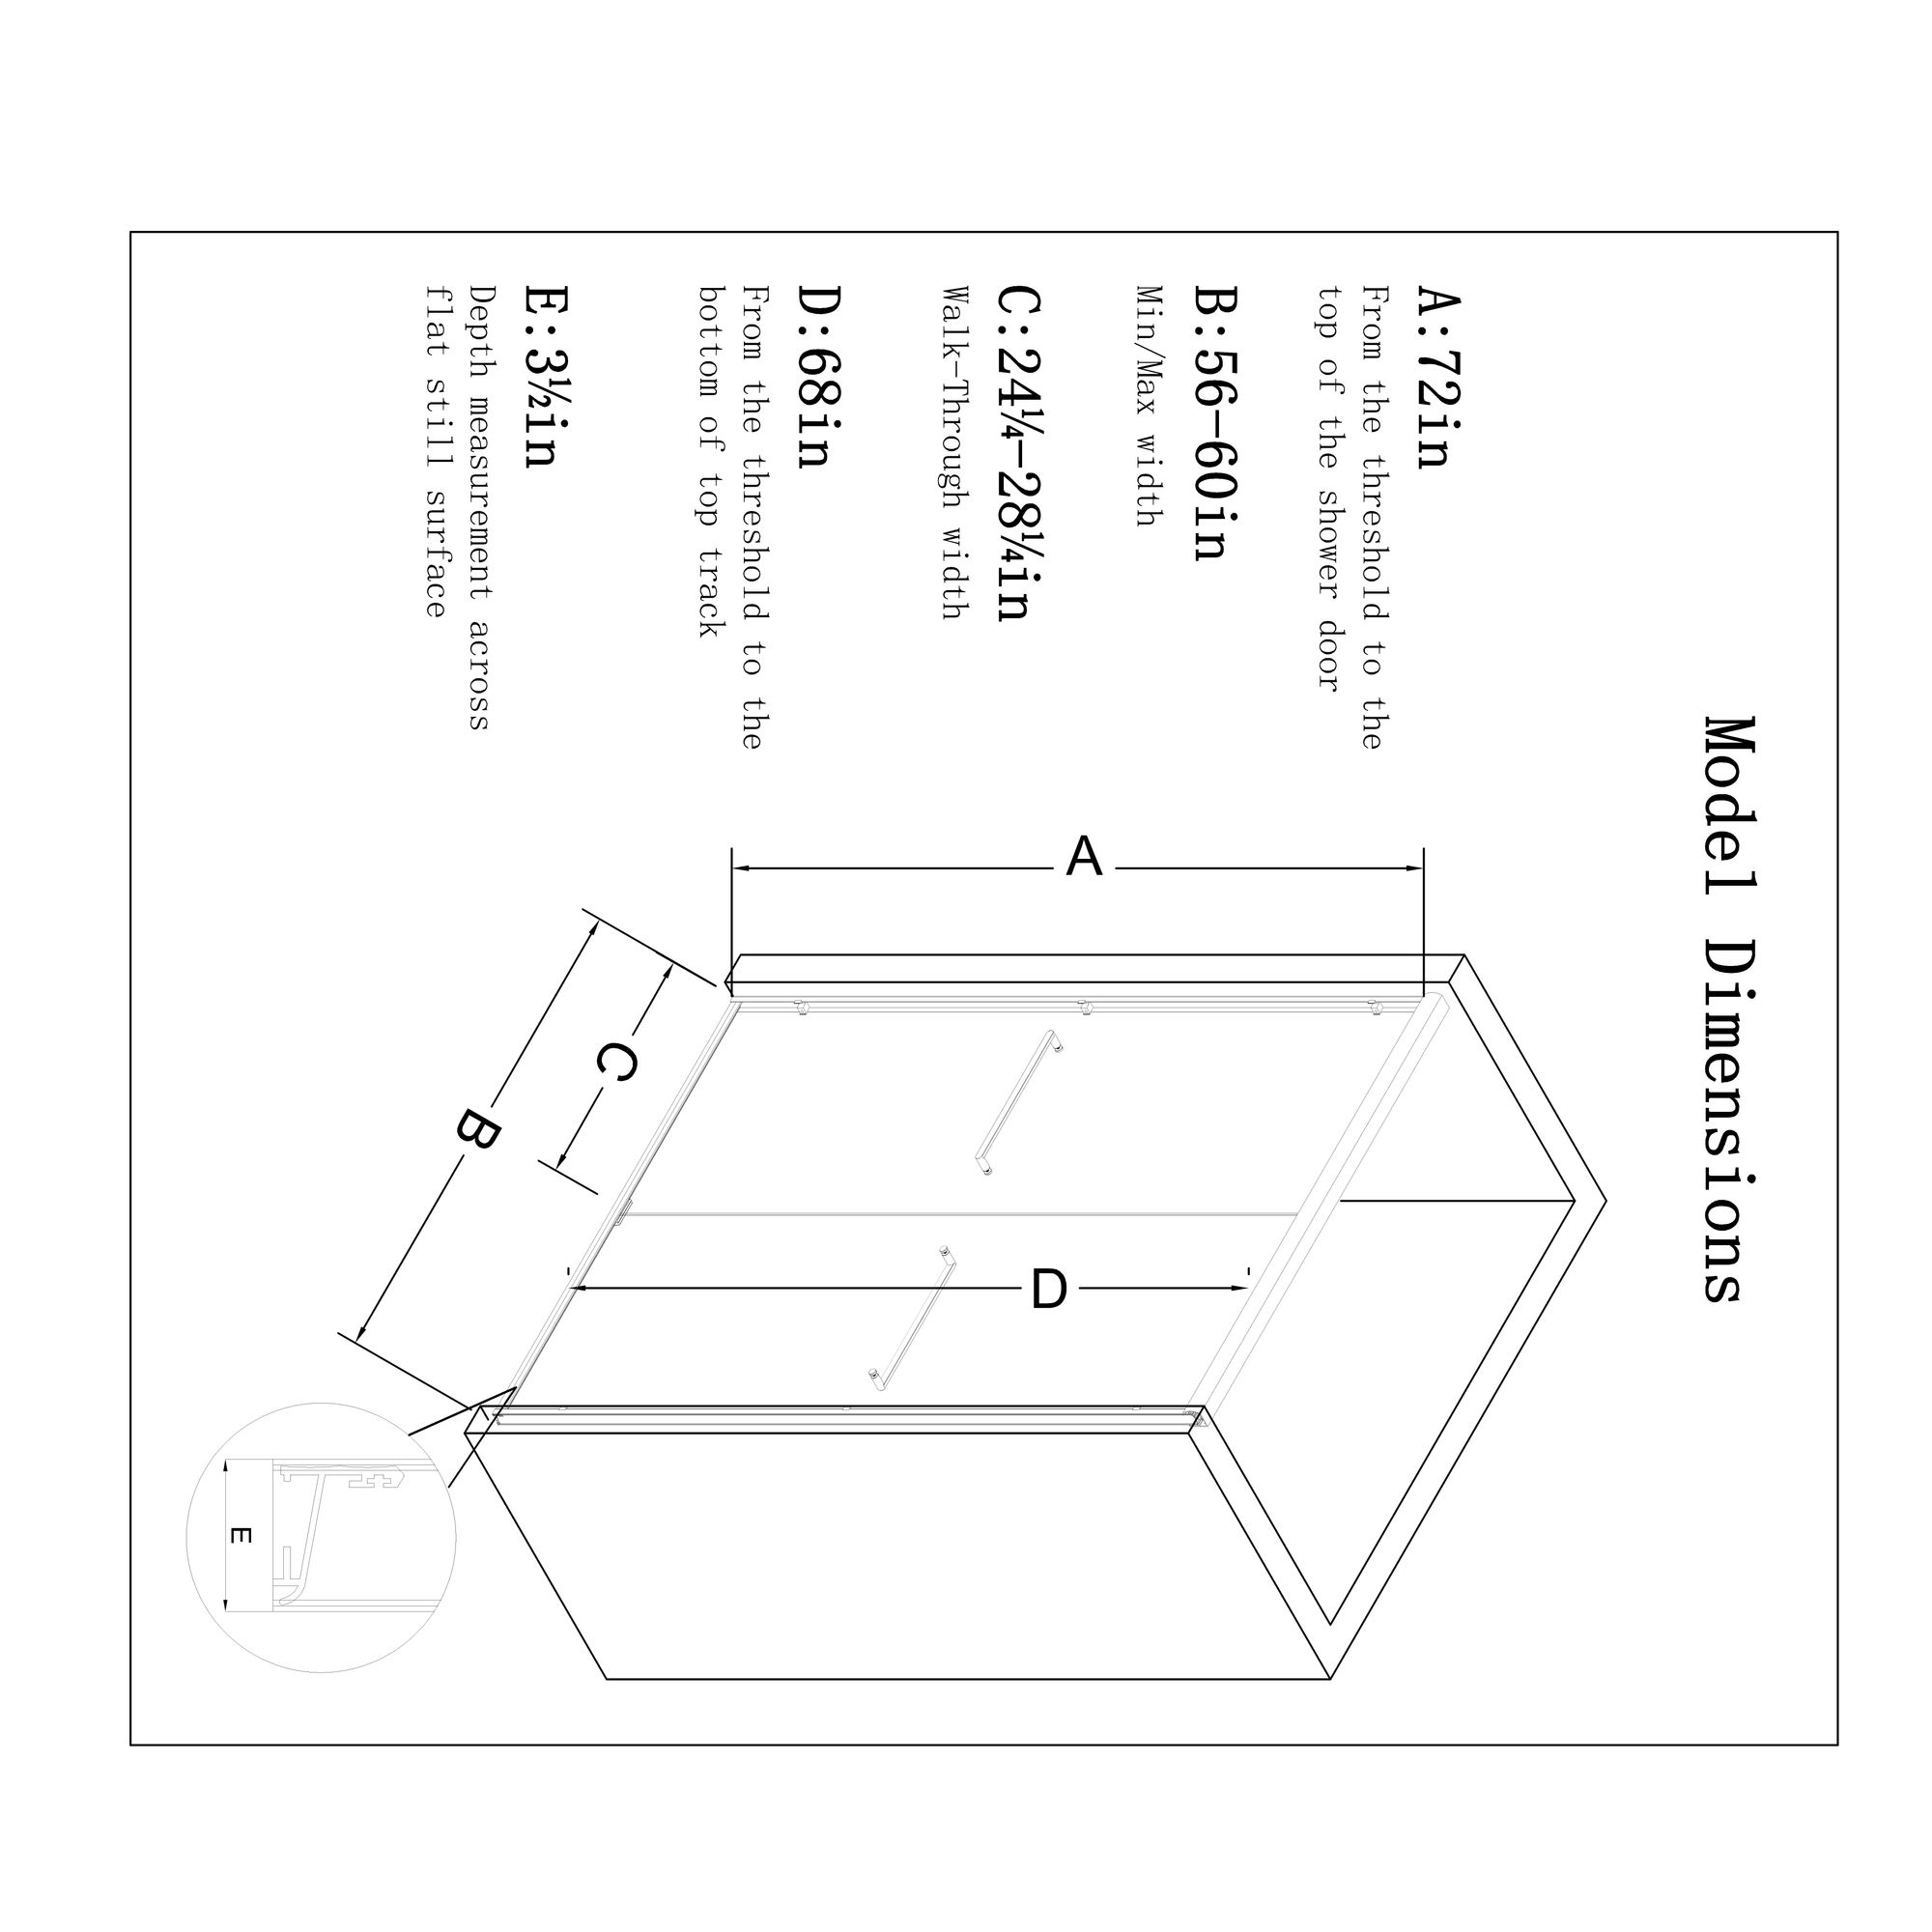 Model Dimensions
A:72in
From the threshold to the
top of the shower door
B:56-60in
Min/Max width
C:24¼-28¼in
Walk-Through width
D:68in
From the threshold to the
bottom of top track
E:3½in
Depth measurement across
flat still surface
A
D
C
B
E